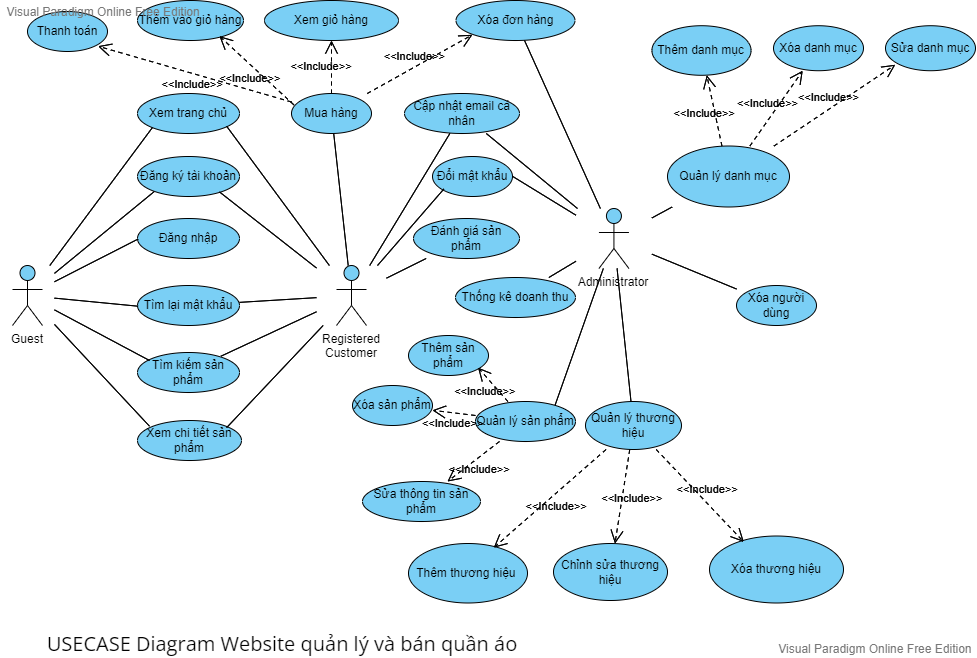 Visual Paradigm Online Free Edition
Thanh toán
Thêm vào giỏ hàng
Xem giỏ hàng
Xóa đơn hàng
Thêm danh mục
Xóa danh mục
Sửa danh mục
<<Include>>
<<Include>>
<<Include>>
<<Include>>
<<Include>>
<<Include>>
<<Include>>
Xem trang chủ
Mua hàng
Cập nhật email cá
nhân
Đăng ký tài khoản
Đổi mật khẩu
Quản lý danh mục
Đăng nhập
Đánh giá sản
phẩm
Administrator
Thống kê doanh thu
Tìm lại mật khẩu
Xóa người
dùng
Guest
Registered
Customer
Thêm sản
phẩm
Tìm kiếm sản
phẩm
<<Include>>
Xóa sản phẩm
<<Include>>
Quản lý sản phẩm
Quản lý thương
hiệu
Xem chi tiết sản
phẩm
<<Include>>
Sửa thông tin sản
phẩm
<<Include>>
<<Include>>
<<Include>>
Thêm thương hiệu
Chỉnh sửa thương
hiệu
Xóa thương hiệu
USECASE Diagram Website quản lý và bán quần áo
Visual Paradigm Online Free Edition